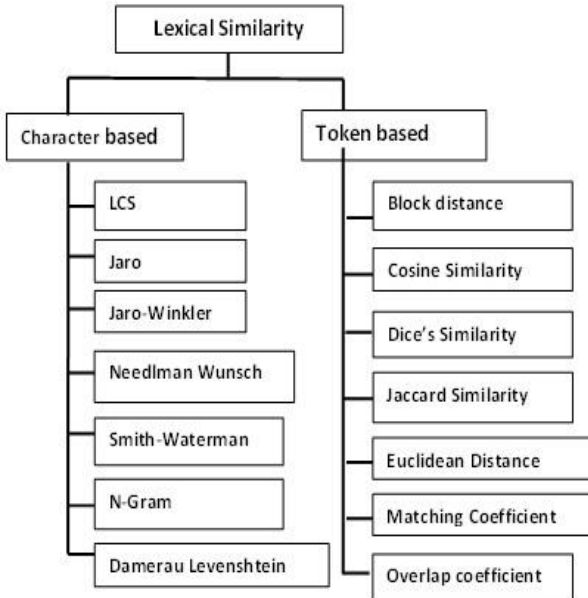 Lexical Similarity
Character based
LCS
Jaro
Jaro-Winkler
Needlman Wunsch
Smith-Waterman
N-Gram
Damerau Levenshtein
Token based
Block distance
Cosine Similarity
Dice's Similarity
Jaccard Similarity
Euclidean Distance
Matching Coefficient
Overlap coefficient